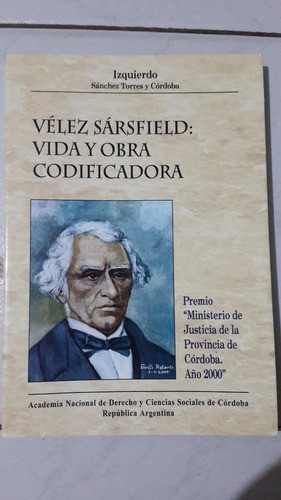 Izquierdo
Sánchez Torres y Córdoba
VÉLEZ SÁRSFIELD:
VIDA Y OBRA
CODIFICADORA
Premio
"Ministerio de
Justicia de la
Provincia de
Córdoba.
Año 2000"
Academia Nacional de Derecho y Ciencias Sociales de Córdoba
República Argentina